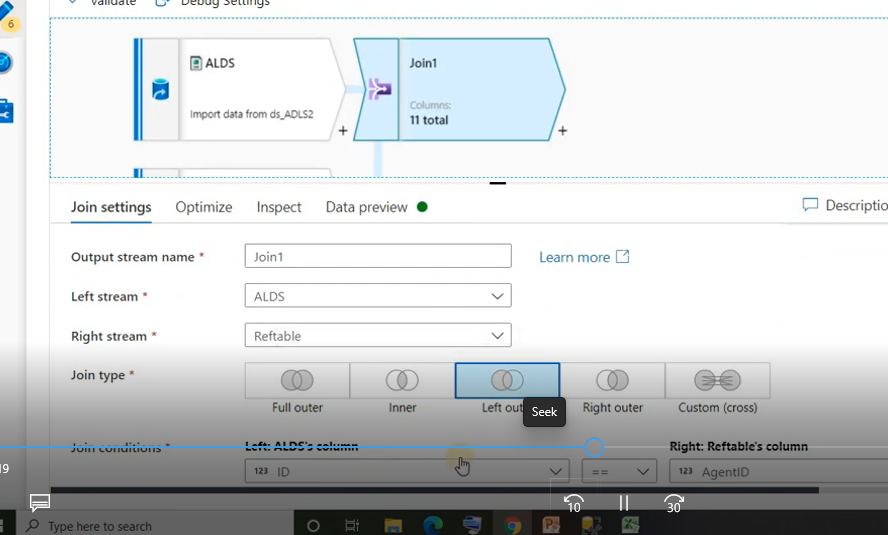 Validate Debug Settings
6
ALDS
Import data from ds_ADLS2
+
Join1
Columns:
11 total
+
Join settings Optimize Inspect Data preview Descriptio
Output stream name * Join1 Learn more
Left stream * ALDS
Right stream * Reftable
Join type *
Full outer Inner Left out Right outer Custom (cross)
Seek
Join conditions * Left: ALDS's column Right: Reftable's column
123 ID == 123 AgentID
19
10 30
Type here to search